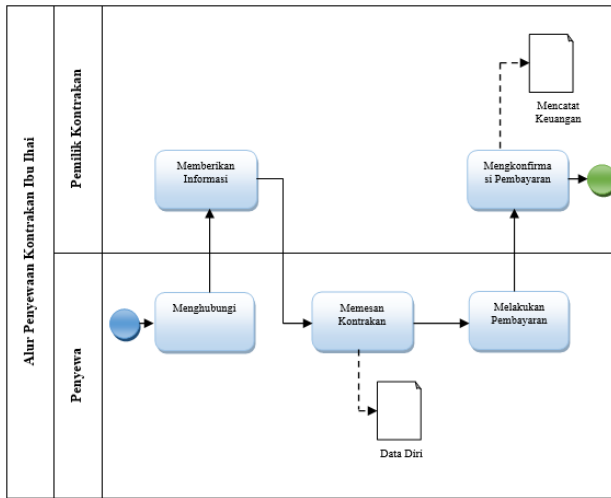 Alur Penyewaan Kontrakan Ibu Ihai
Pemilik Kontrakan
Mencatat
Keuangan
Memberikan
Informasi
Mengkonfirma
si Pembayaran
Penyewa
Menghubungi
Memesan
Kontrakan
Melakukan
Pembayaran
Data Diri